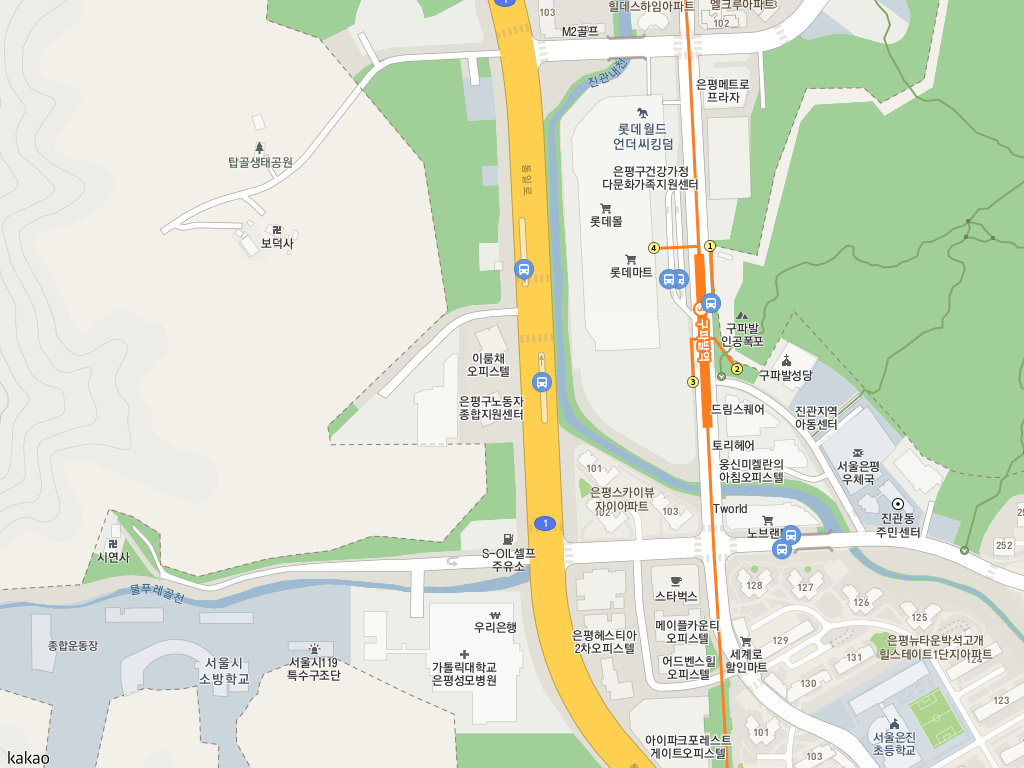 1
103
힐데스하임아파트
엘크루아파트
103
102
M2골프
진관내천
은평메트로
프라자
롯데월드
언더씨킹덤
탑골생태공원
통일로
은평구건강가정
다문화가족지원센터
롯데몰
보덕사
4
1
롯데마트
3 구파발역
구파발
인공폭포
이룸채
오피스텔
2
구파발성당
3
은평구노동자
종합지원센터
드림스퀘어
진관지역
아동센터
토리헤어
서울은평
우체국
101
웅신미켈란의
아침오피스텔
은평스카이뷰
자이아파트
102
103
Tworld
진관동
주민센터
1
노브랜드
시연사
S-OIL셀프
주유소
252
물푸레골천
128
127
스타벅스
126
125
우리은행
메이플카운티
오피스텔
은평헤스티아
2차오피스텔
129
은평뉴타운박석고개
힐스테이트1단지아파트
124
종합운동장
서울시
소방학교
서울시119
특수구조단
가톨릭대학교
은평성모병원
세계로
할인마트
131
어드벤스힐
오피스텔
130
123
101
서울은진
초등학교
아이파크포레스트
게이트오피스텔
103
103
kakao